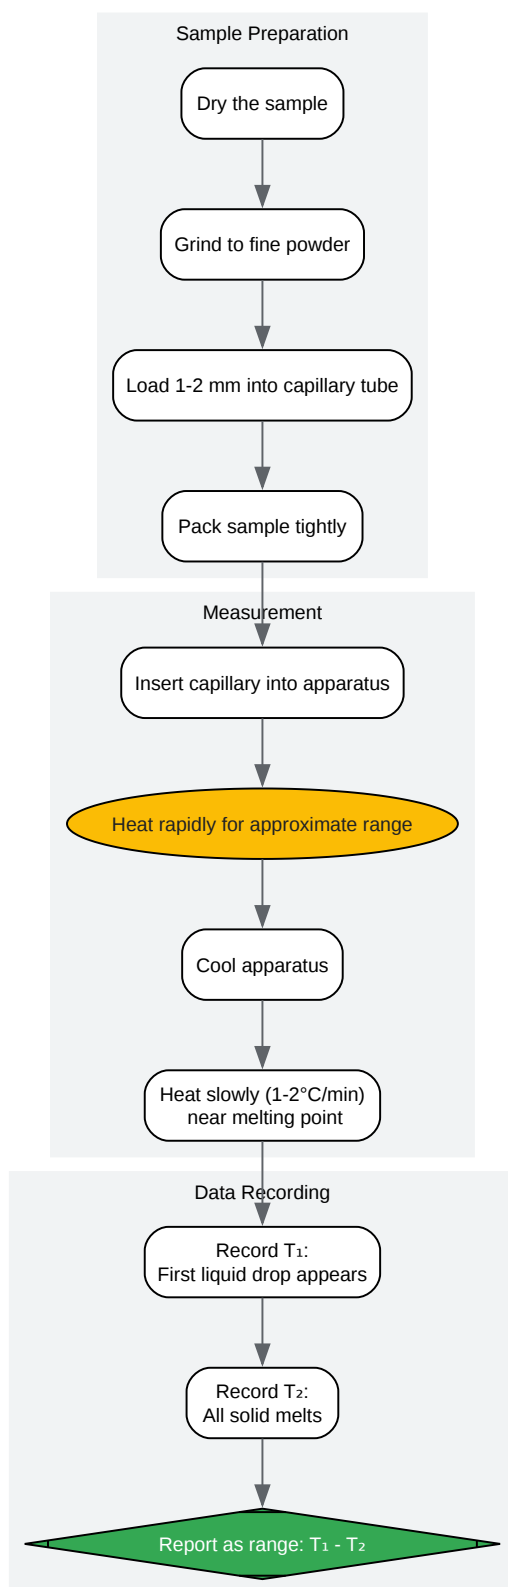 Sample Preparation
Dry the sample
Grind to fine powder
Load 1-2 mm into capillary tube
Pack sample tightly
Measurement
Insert capillary into apparatus
Heat rapidly for approximate range
Cool apparatus
Heat slowly (1-2°C/min)
near melting point
Data Recording
Record T₁:
First liquid drop appears
Record T₂:
All solid melts
Report as range: T₁ - T₂